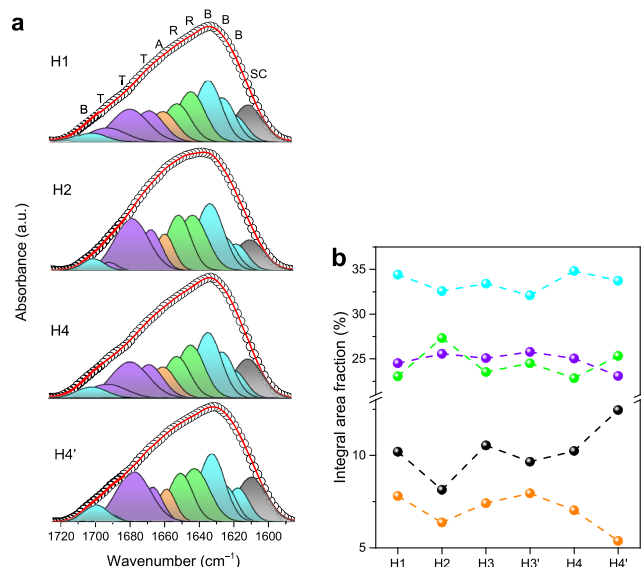 a
H1
B T T T A R R B B B SC
H2
H4
H4'
Absorbance (a.u.)
1720 1700 1680 1660 1640 1620 1600
Wavenumber (cm⁻¹)
b
Integral area fraction (%)
35
25
10
5
H1 H2 H3 H3' H4 H4'